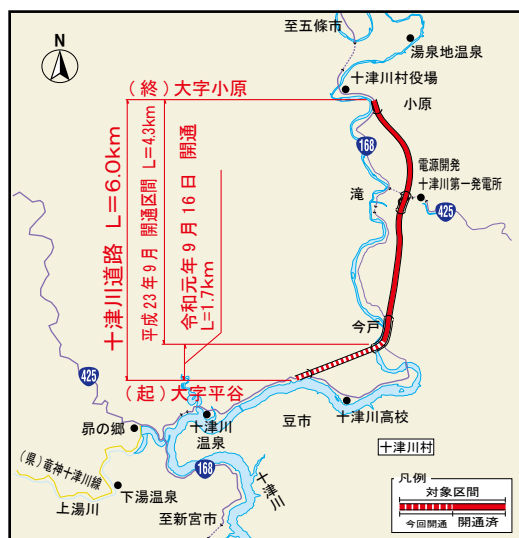 至五條市
N
湯泉地温泉
十津川村役場
(終)大字小原
小原
168
電源開発
十津川第一発電所
425
滝
十津川道路 L=6.0km
平成23年9月 開通区間 L=4.3km
令和元年9月16日 開通
L=1.7km
今戸
425
(起)大字平谷
昴の郷
十津川
温泉
豆市
十津川高校
十津川村
(県)竜神十津川線
168
十津川
下湯温泉
上湯川
至新宮市
凡例
対象区間
今回開通 開通済